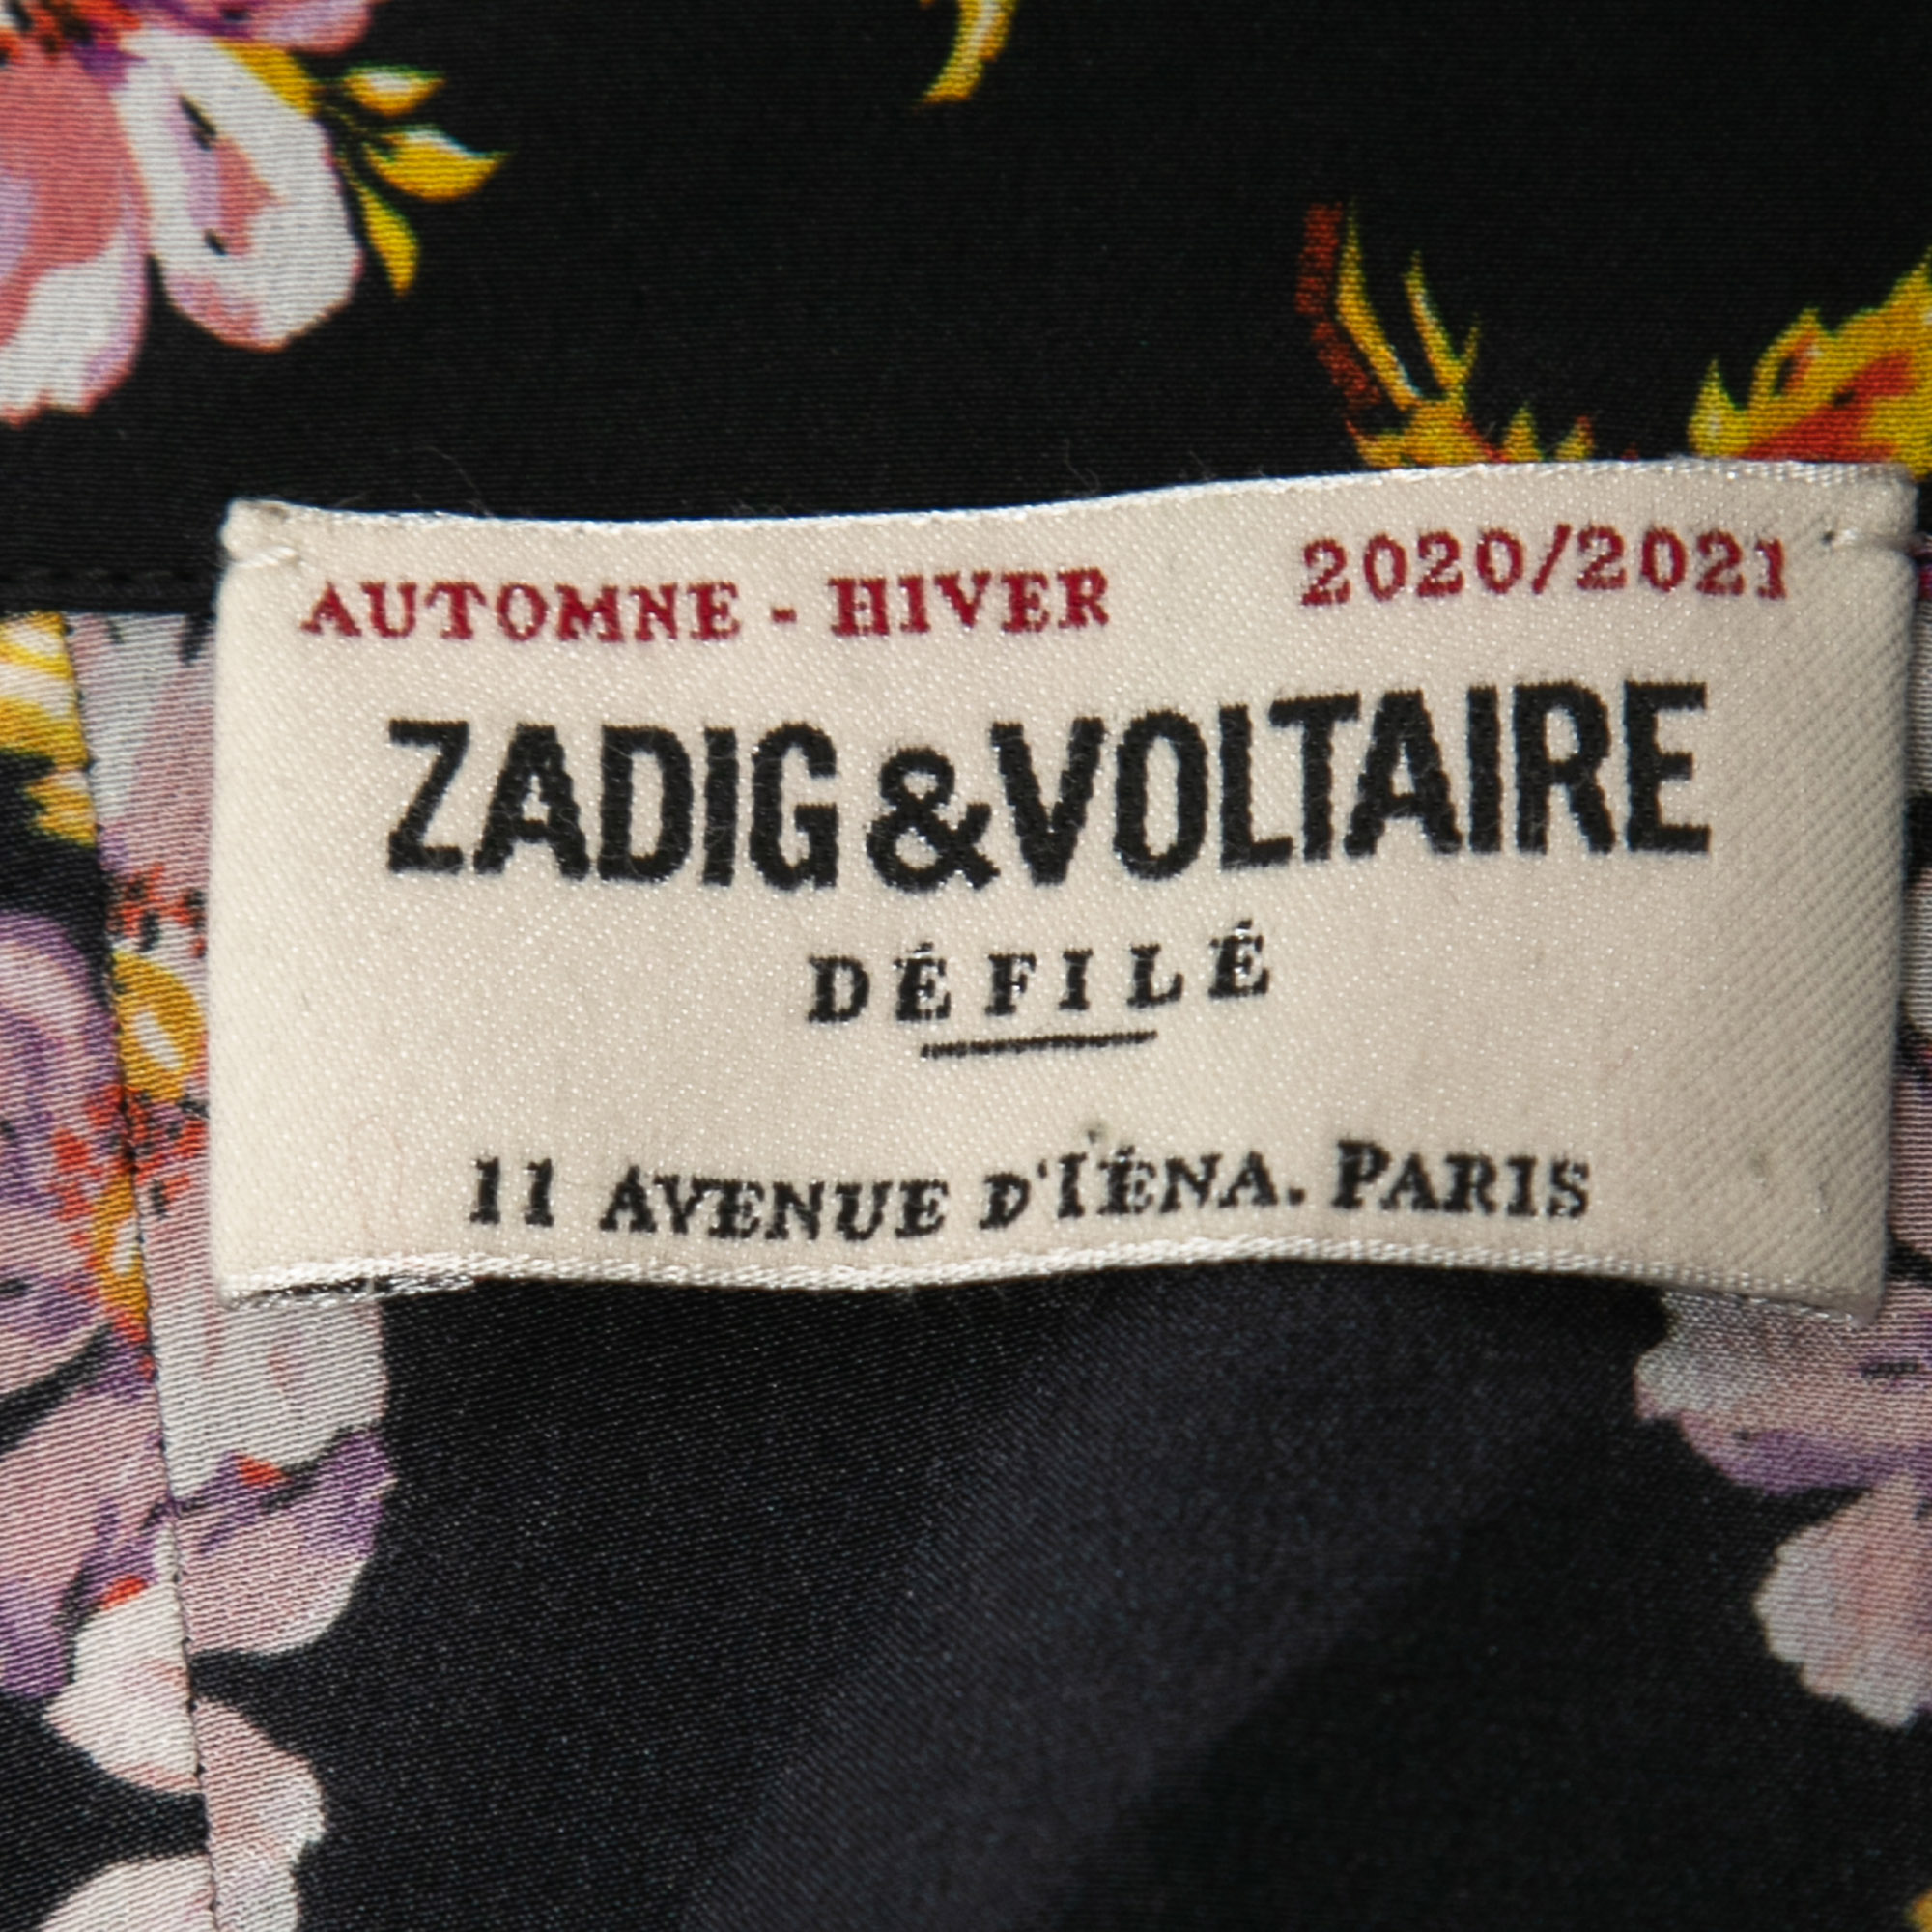 AUTOMNE - HIVER 2020/2021
ZADIG&VOLTAIRE
DÉFILÉ
11 AVENUE D'IÉNA. PARIS